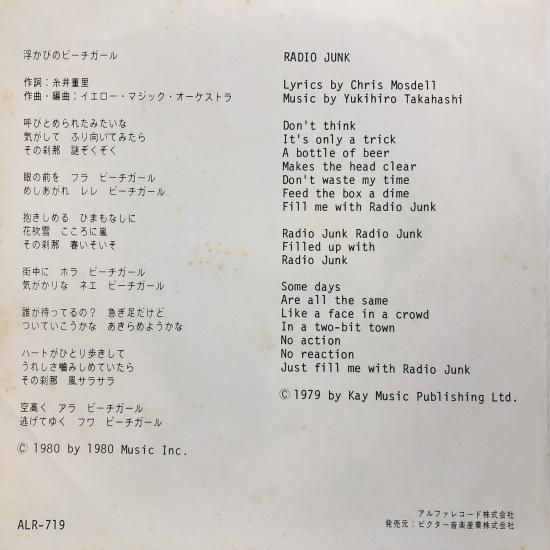 浮かびのピーチガール
作詞：糸井重里
作曲・編曲：イエロー・マジック・オーケストラ
呼びとめられたみたいな
気がして ふり向いてみたら
その刹那 謎ぞくぞく
眼の前を フラ ピーチガール
めしあがれ レレ ピーチガール
抱きしめる ひまもなしに
花吹雪 こころに嵐
その刹那 春いそいそ
街中に ホラ ピーチガール
気がかりな ネエ ピーチガール
誰が待ってるの？ 急ぎ足だけど
ついていこうかな あきらめようかな
ハートがひとり歩きして
うれしさ噛みしめていたら
その刹那 風サラサラ
空高く アラ ピーチガール
逃げてゆく フワ ピーチガール
© 1980 by 1980 Music Inc.
ALR-719
RADIO JUNK
Lyrics by Chris Mosdell
Music by Yukihiro Takahashi
Don't think
It's only a trick
A bottle of beer
Makes the head clear
Don't waste my time
Feed the box a dime
Fill me with Radio Junk
Radio Junk Radio Junk
Filled up with
Radio Junk
Some days
Are all the same
Like a face in a crowd
In a two-bit town
No action
No reaction
Just fill me with Radio Junk
© 1979 by Kay Music Publishing Ltd.
アルファレコード株式会社
発売元：ビクター音楽産業株式会社